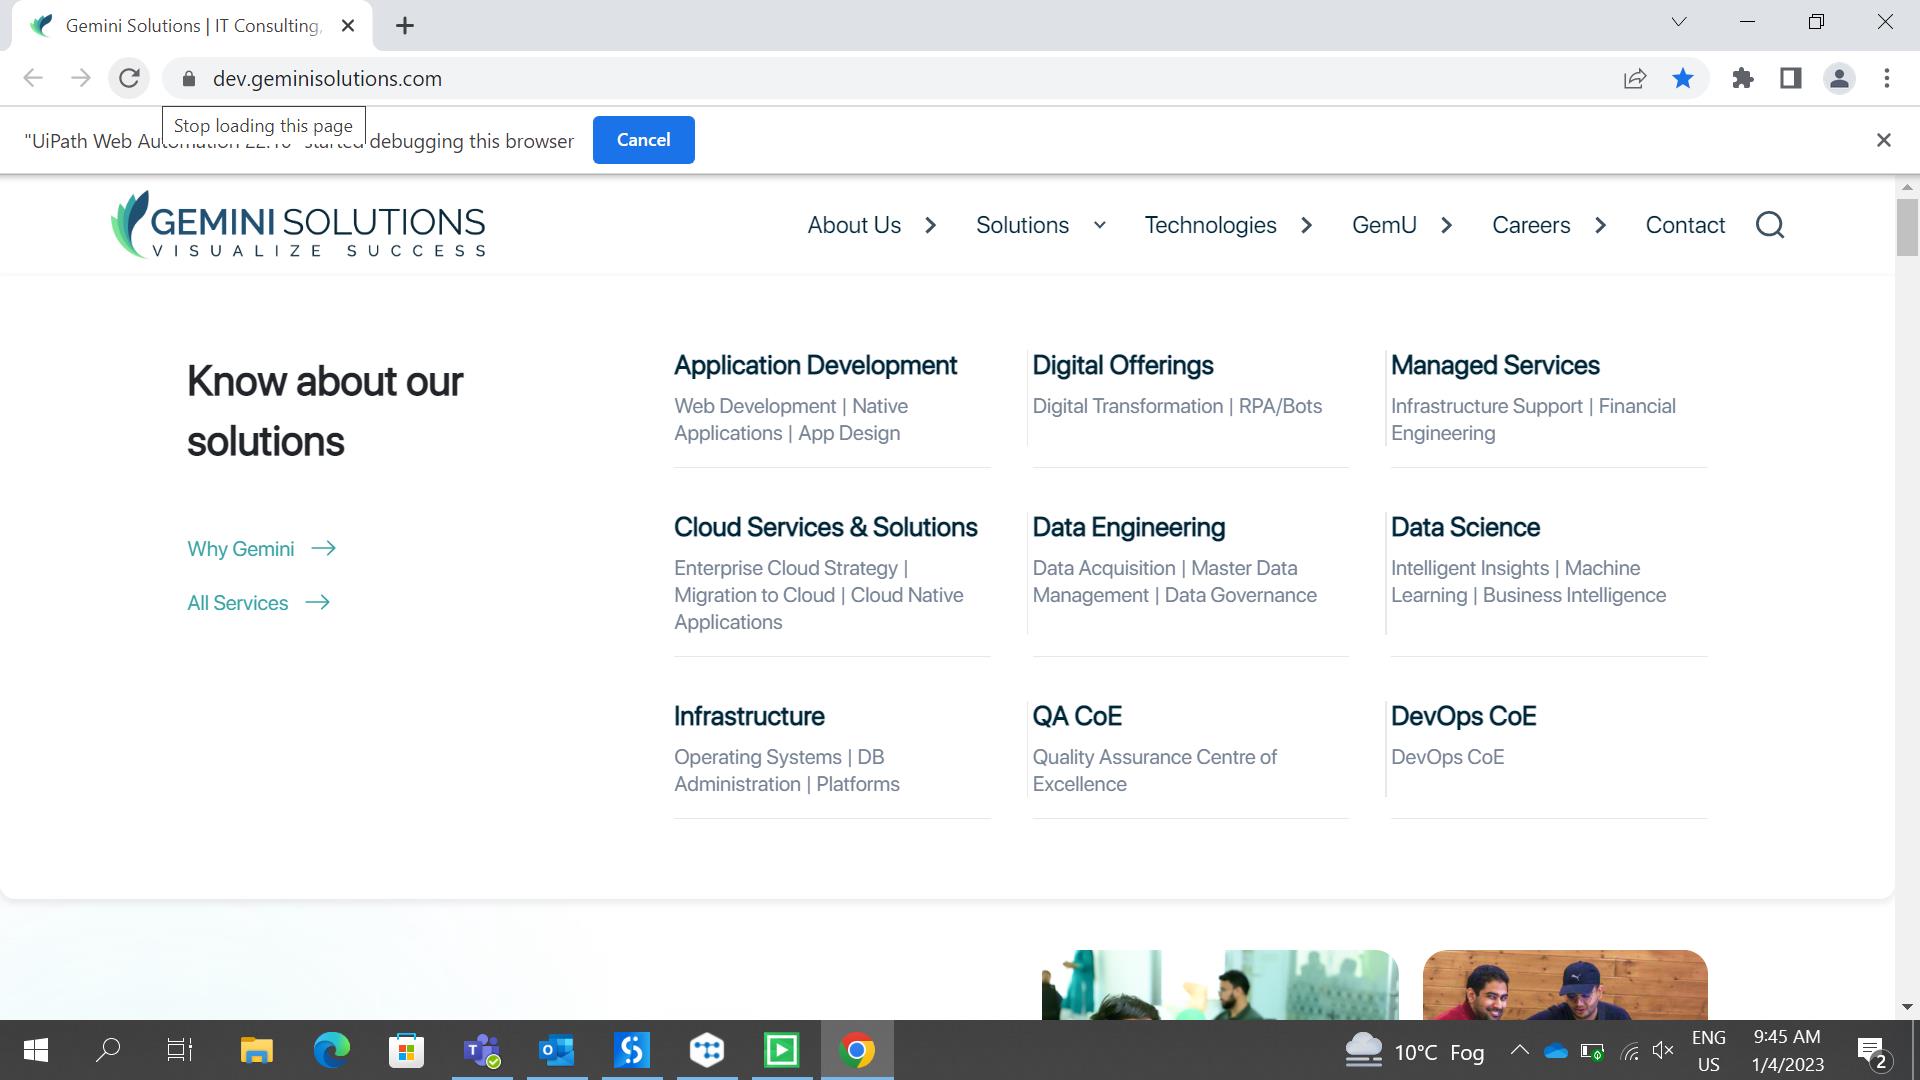 Gemini Solutions | IT Consulting,
dev.geminisolutions.com
Stop loading this page
"UiPath Web Automation 22.10" started debugging this browser
Cancel
GEMINI SOLUTIONS
VISUALIZE SUCCESS
About Us
Solutions
Technologies
GemU
Careers
Contact
Know about our
solutions
Why Gemini
All Services
Application Development
Web Development | Native
Applications | App Design
Digital Offerings
Digital Transformation | RPA/Bots
Managed Services
Infrastructure Support | Financial
Engineering
Cloud Services & Solutions
Enterprise Cloud Strategy |
Migration to Cloud | Cloud Native
Applications
Data Engineering
Data Acquisition | Master Data
Management | Data Governance
Data Science
Intelligent Insights | Machine
Learning | Business Intelligence
Infrastructure
Operating Systems | DB
Administration | Platforms
QA CoE
Quality Assurance Centre of
Excellence
DevOps CoE
DevOps CoE
10°C Fog
ENG
US
9:45 AM
1/4/2023
2